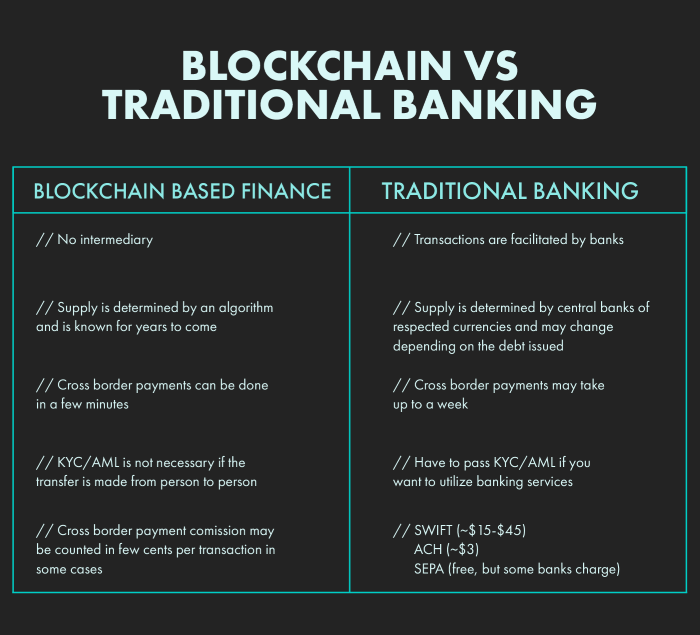 BLOCKCHAIN VS
TRADITIONAL BANKING
BLOCKCHAIN BASED FINANCE
// No intermediary
// Supply is determined by an algorithm
and is known for years to come
// Cross border payments can be done
in a few minutes
// KYC/AML is not necessary if the
transfer is made from person to person
// Cross border payment comission may
be counted in few cents per transaction in
some cases
TRADITIONAL BANKING
// Transactions are facilitated by banks
// Supply is determined by central banks of
respected currencies and may change
depending on the debt issued
// Cross border payments may take
up to a week
// Have to pass KYC/AML if you
want to utilize banking services
// SWIFT (~$15-$45)
ACH (~$3)
SEPA (free, but some banks charge)